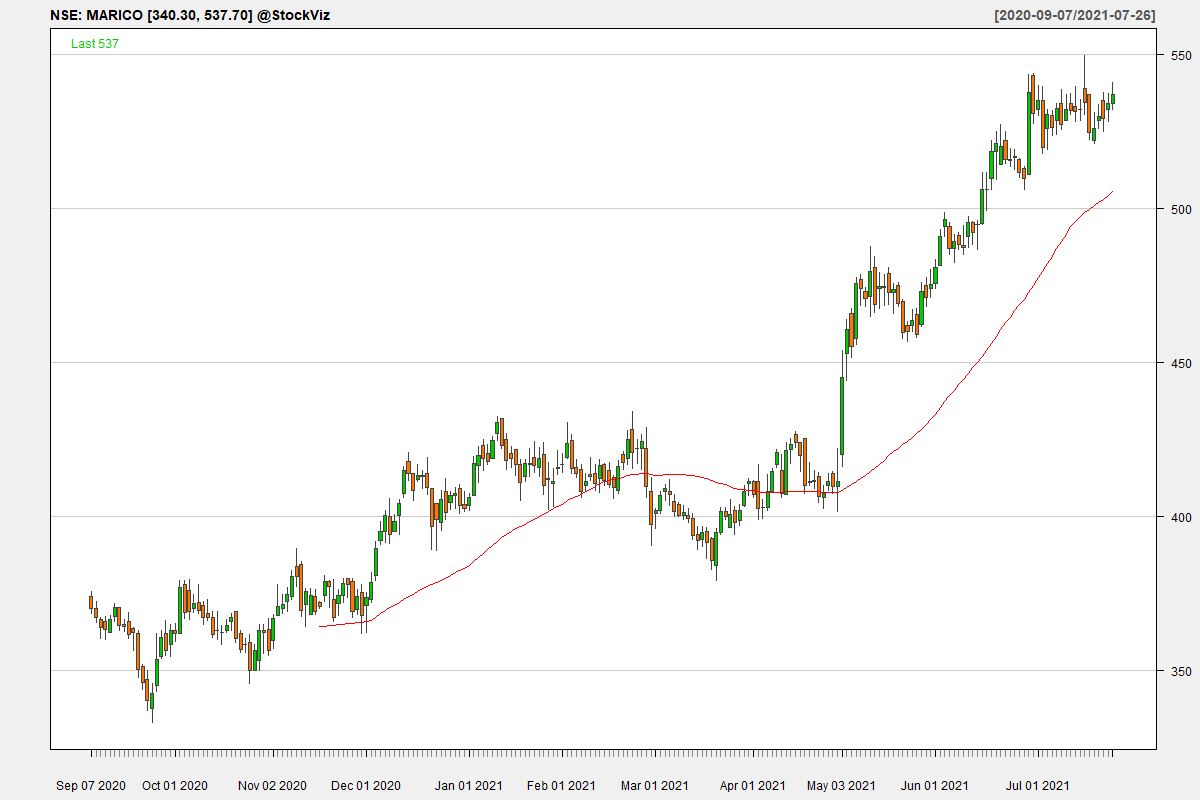 NSE: MARICO [340.30, 537.70] @StockViz
[2020-09-07/2021-07-26]
Last 537
550
500
450
400
350
Sep 07 2020
Oct 01 2020
Nov 02 2020
Dec 01 2020
Jan 01 2021
Feb 01 2021
Mar 01 2021
Apr 01 2021
May 03 2021
Jun 01 2021
Jul 01 2021